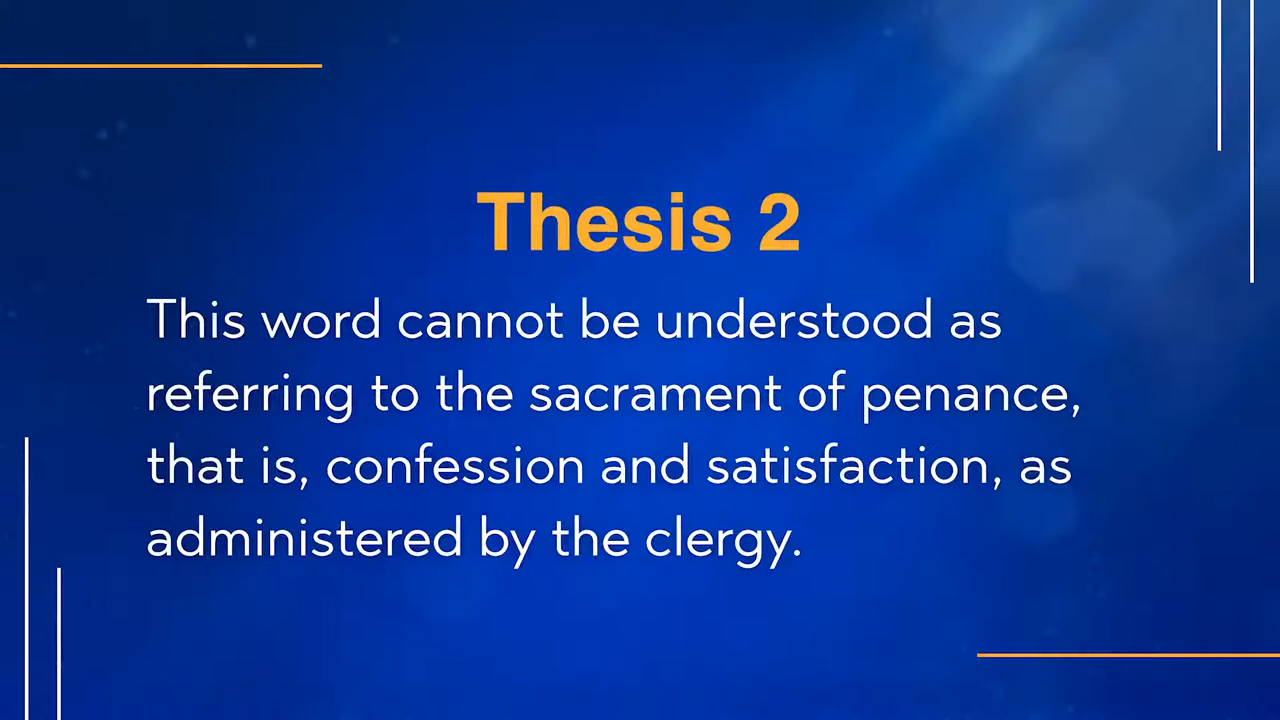 Thesis 2
This word cannot be understood as
referring to the sacrament of penance,
that is, confession and satisfaction, as
administered by the clergy.